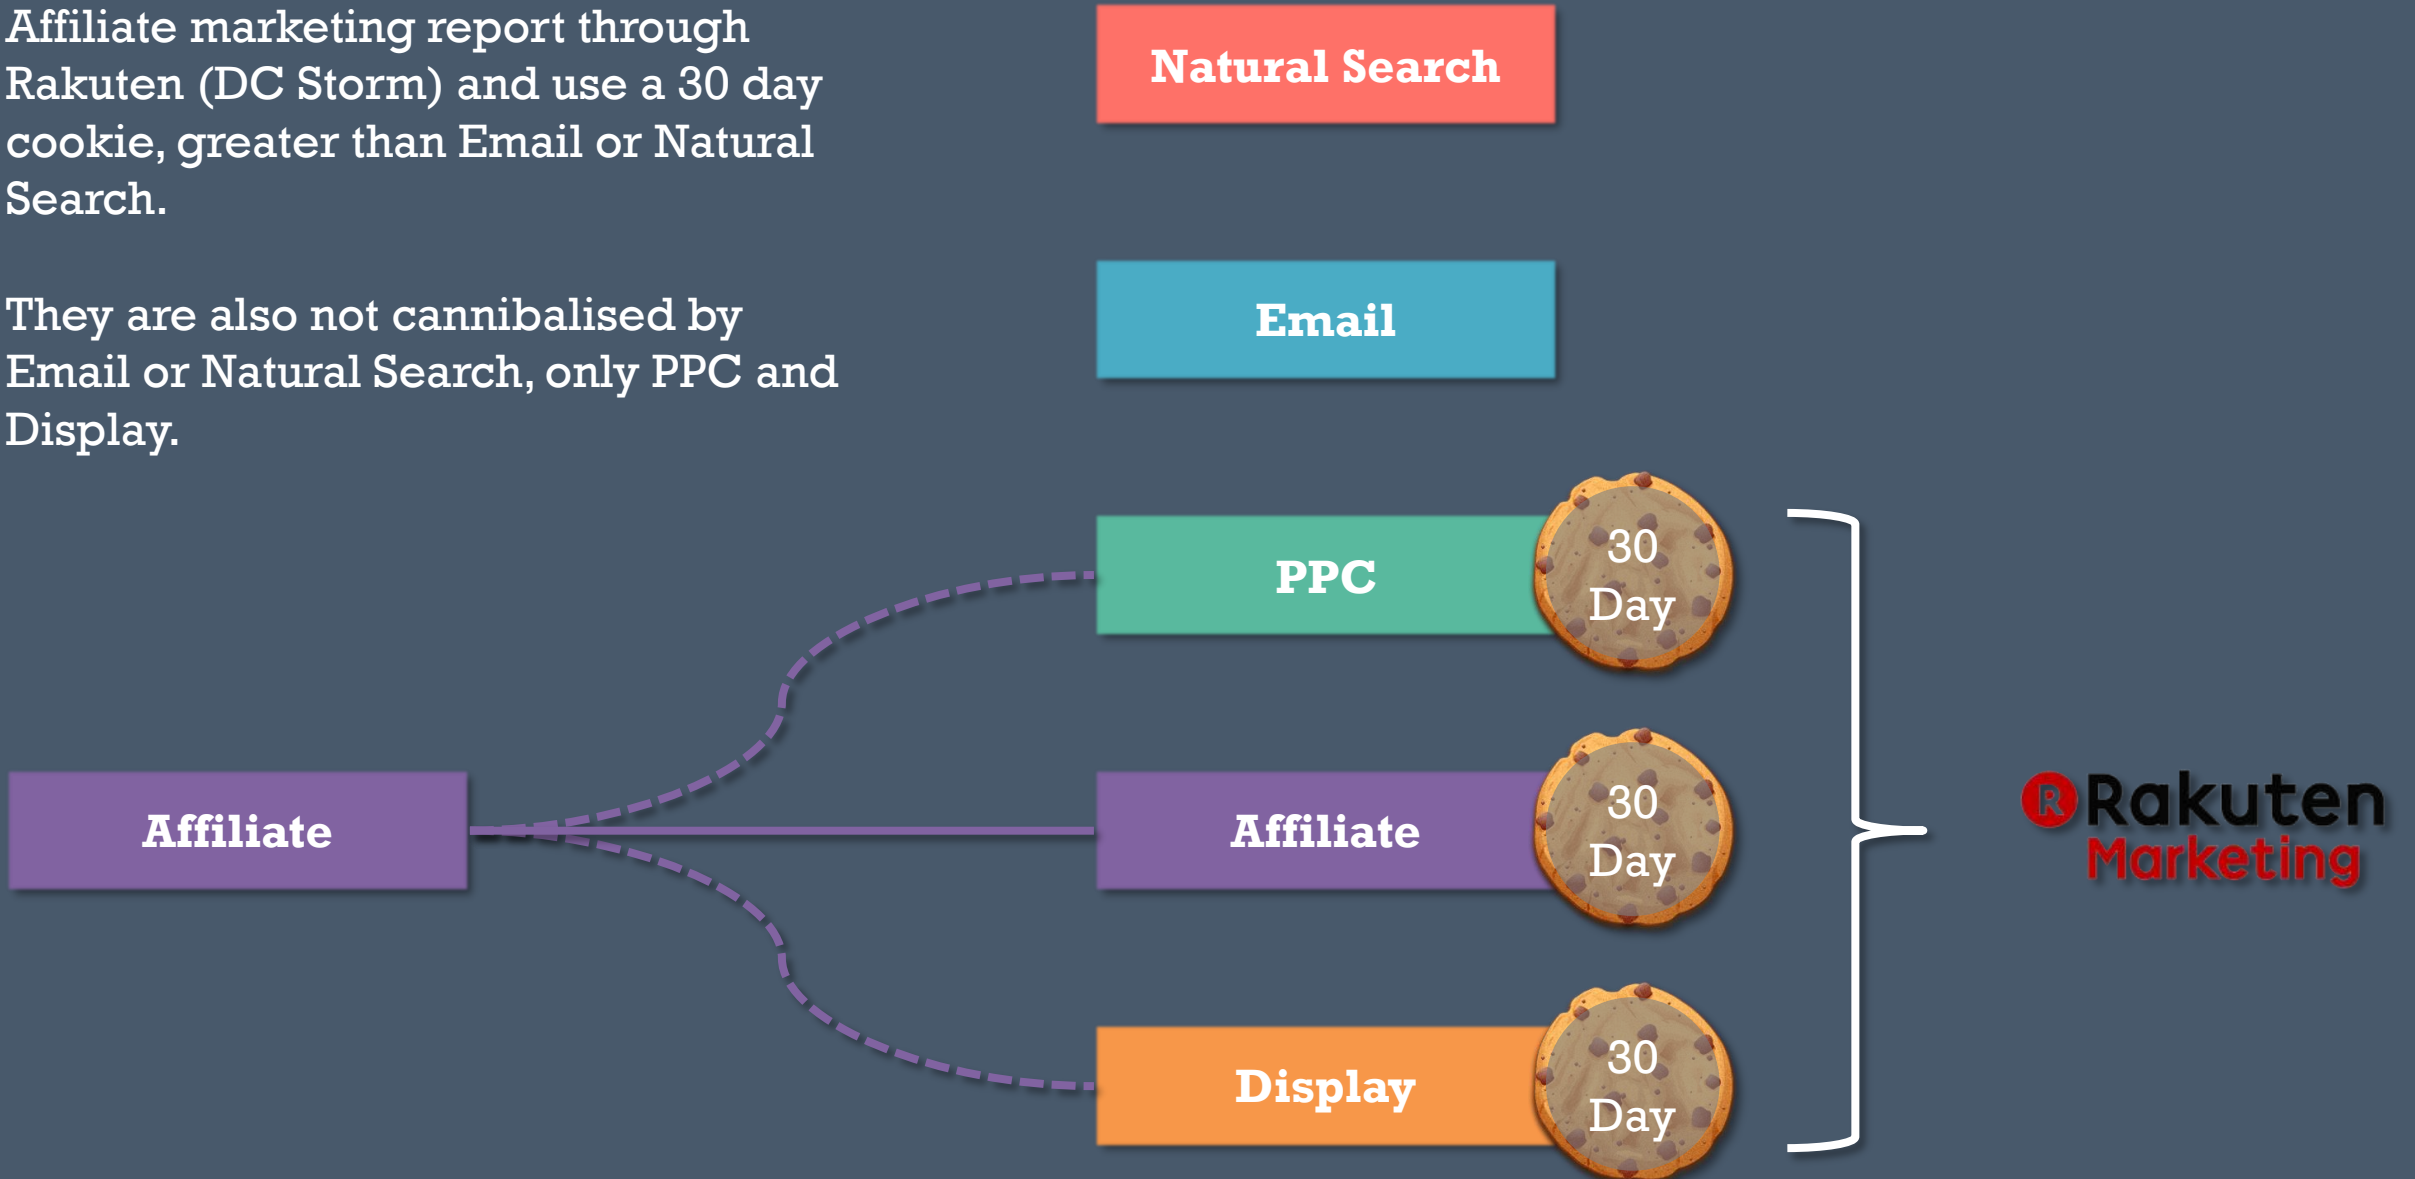 Affiliate marketing report through
Rakuten (DC Storm) and use a 30 day
cookie, greater than Email or Natural
Search.
They are also not cannibalised by
Email or Natural Search, only PPC and
Display.
Natural Search
Email
PPC
30
Day
Affiliate
Affiliate
30
Day
Display
30
Day
R Rakuten
Marketing